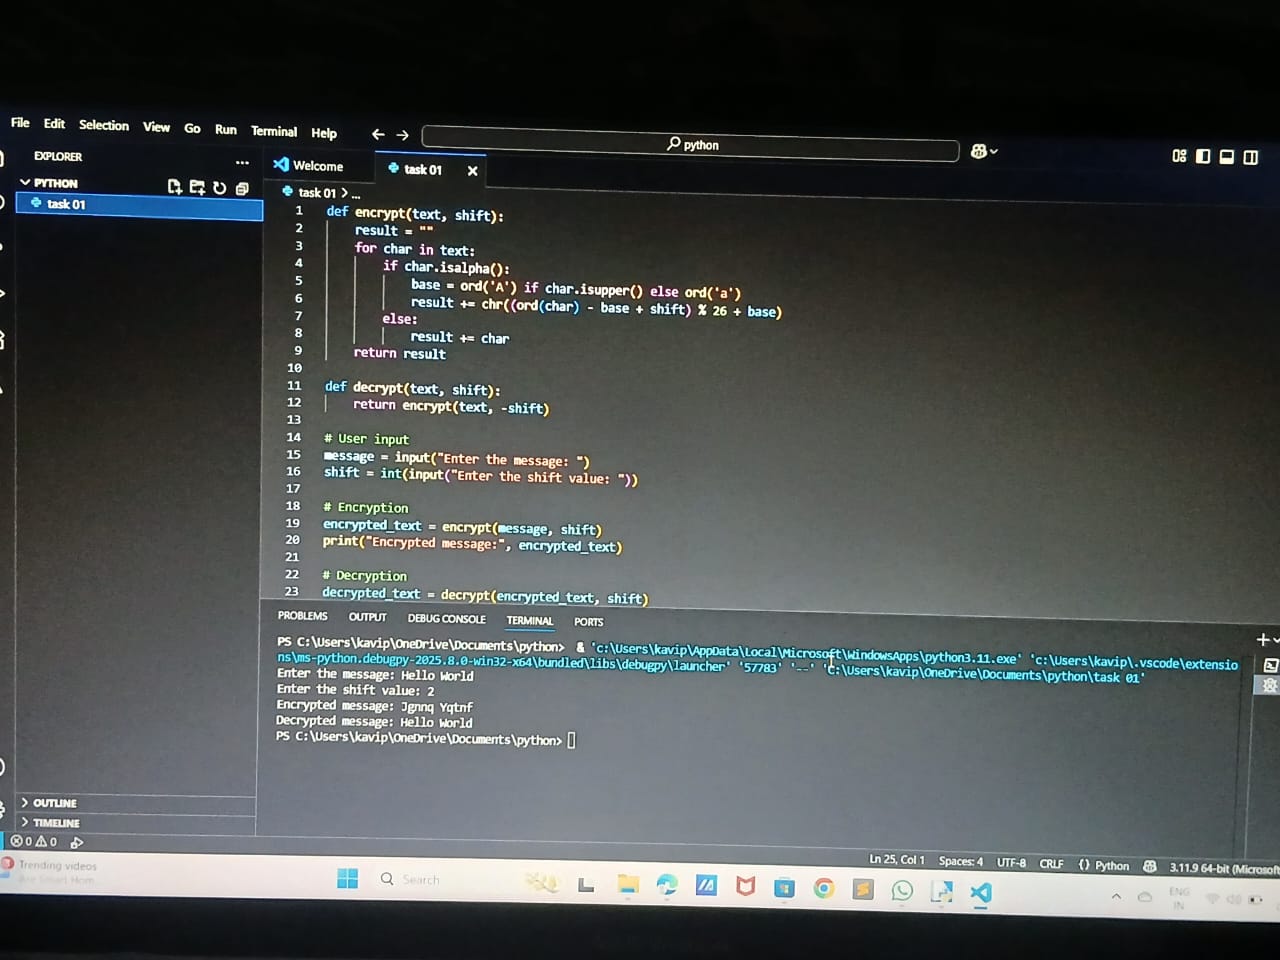 File Edit Selection View Go Run Terminal Help
python
EXPLORER
Welcome
task 01
PYTHON
task 01
task 01 > ...
1 def encrypt(text, shift):
2 result = ""
3 for char in text:
4 if char.isalpha():
5 base = ord('A') if char.isupper() else ord('a')
6 result += chr((ord(char) - base + shift) % 26 + base)
7 else:
8 result += char
9 return result
10
11 def decrypt(text, shift):
12 return encrypt(text, -shift)
13
14 # User input
15 message = input("Enter the message: ")
16 shift = int(input("Enter the shift value: "))
17
18 # Encryption
19 encrypted_text = encrypt(message, shift)
20 print("Encrypted message:", encrypted_text)
21
22 # Decryption
23 decrypted_text = decrypt(encrypted_text, shift)
PROBLEMS OUTPUT DEBUG CONSOLE TERMINAL PORTS
PS C:\Users\kavip\OneDrive\Documents\python> & 'c:\Users\kavip\AppData\Local\Microsoft\WindowsApps\python3.11.exe' 'c:\Users\kavip\.vscode\extensio
ns\ms-python.debugpy-2025.8.0-win32-x64\bundled\libs\debugpy\launcher' '57783' '--' 'C:\Users\kavip\OneDrive\Documents\python\task 01'
Enter the message: Hello World
Enter the shift value: 2
Encrypted message: Jgnnq Yqtnf
Decrypted message: Hello World
PS C:\Users\kavip\OneDrive\Documents\python>
OUTLINE
TIMELINE
0 0
Ln 25, Col 1 Spaces: 4 UTF-8 CRLF {} Python 3.11.9 64-bit (Microsoft
Trending videos
Search
ENG
IN